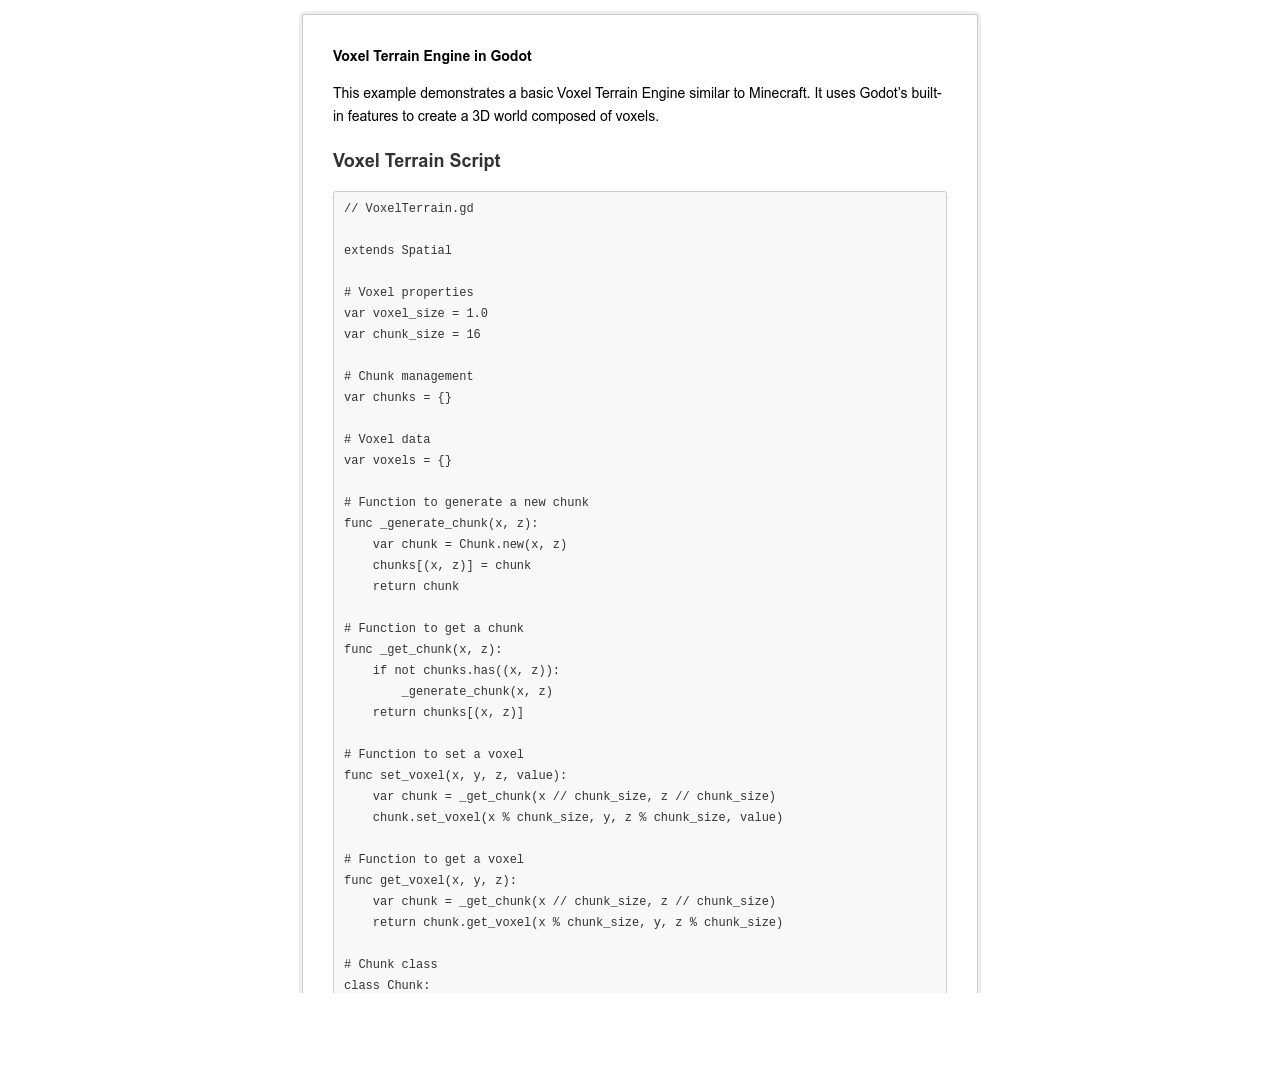 Voxel Terrain Engine in Godot
This example demonstrates a basic Voxel Terrain Engine similar to Minecraft. It uses Godot’s built-
in features to create a 3D world composed of voxels.
Voxel Terrain Script
// VoxelTerrain.gd

extends Spatial

# Voxel properties
var voxel_size = 1.0
var chunk_size = 16

# Chunk management
var chunks = {}

# Voxel data
var voxels = {}

# Function to generate a new chunk
func _generate_chunk(x, z):
    var chunk = Chunk.new(x, z)
    chunks[(x, z)] = chunk
    return chunk

# Function to get a chunk
func _get_chunk(x, z):
    if not chunks.has((x, z)):
        _generate_chunk(x, z)
    return chunks[(x, z)]

# Function to set a voxel
func set_voxel(x, y, z, value):
    var chunk = _get_chunk(x // chunk_size, z // chunk_size)
    chunk.set_voxel(x % chunk_size, y, z % chunk_size, value)

# Function to get a voxel
func get_voxel(x, y, z):
    var chunk = _get_chunk(x // chunk_size, z // chunk_size)
    return chunk.get_voxel(x % chunk_size, y, z % chunk_size)

# Chunk class
class Chunk: